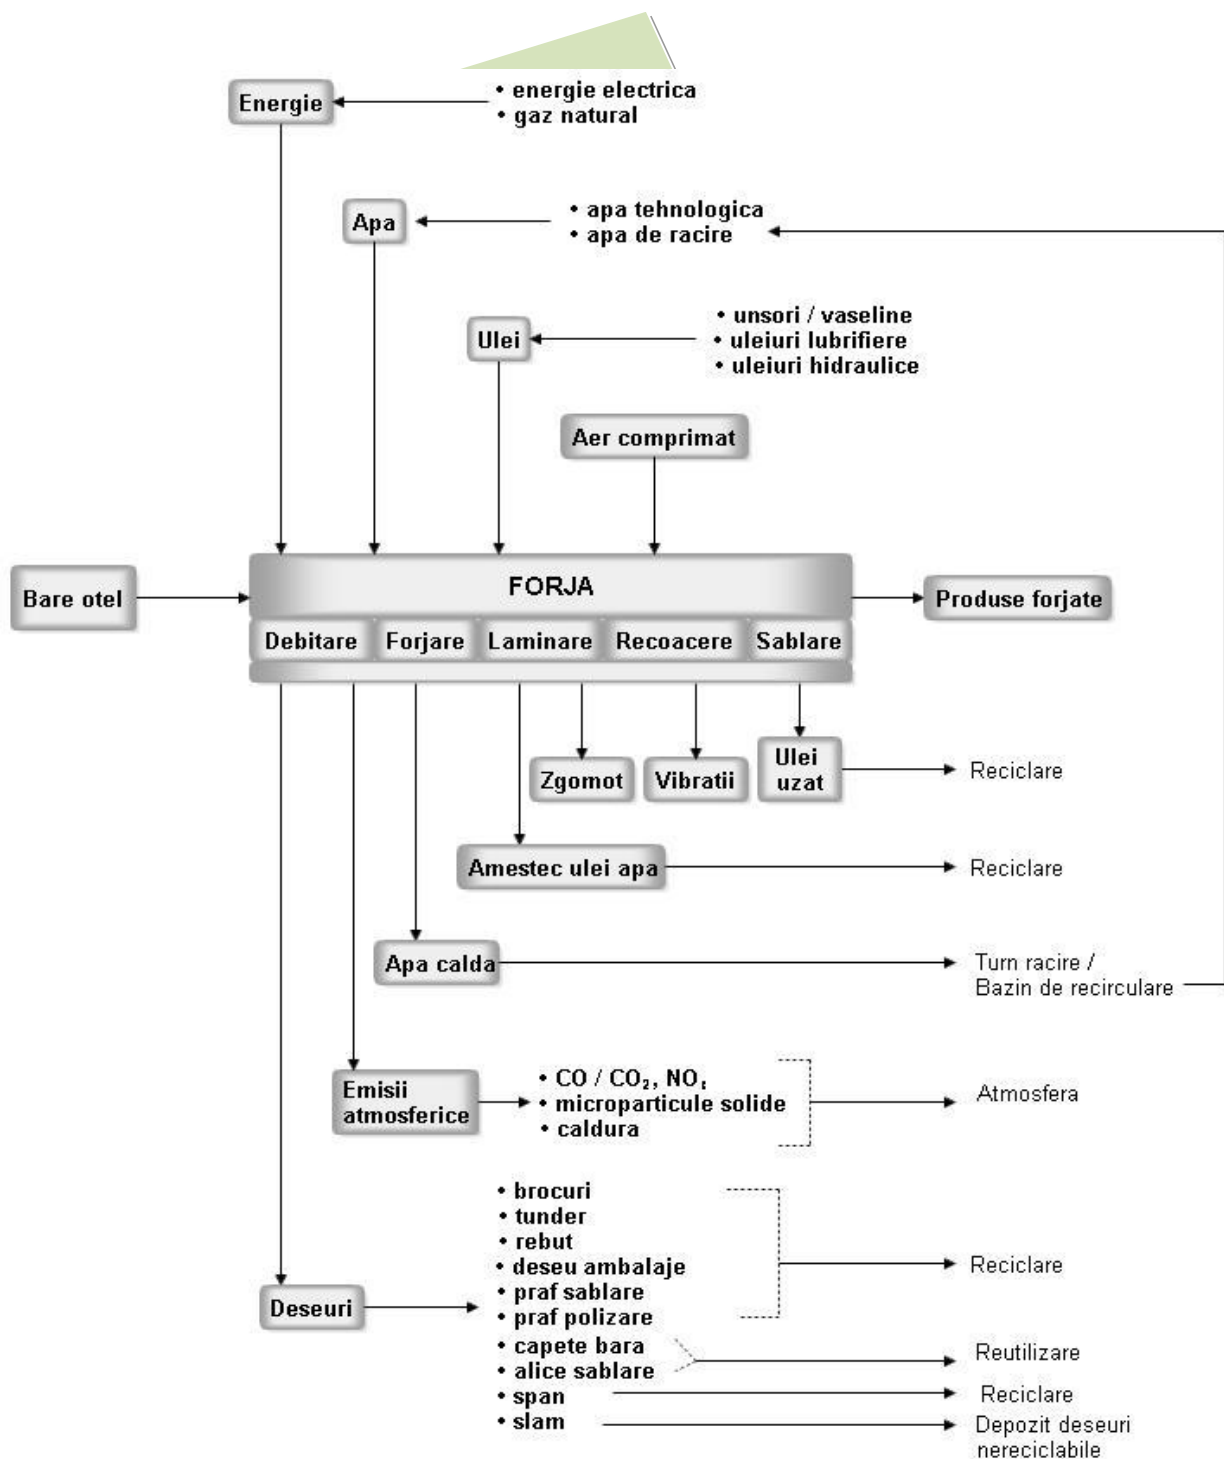 Energie
• energie electrica
• gaz natural
Apa
• apa tehnologica
• apa de racire
Ulei
• unsori / vaseline
• uleiuri lubrifiere
• uleiuri hidraulice
Aer comprimat
Bare otel
FORJA
Produse forjate
Debitare
Forjare
Laminare
Recoacere
Sablare
Zgomot
Vibratii
Ulei
uzat
Reciclare
Amestec ulei apa
Reciclare
Apa calda
Turn racire /
Bazin de recirculare
Emisii
atmosferice
• CO / CO₂, NOₓ
• microparticule solide
• caldura
Atmosfera
Deseuri
• brocuri
• tunder
• rebut
• deseu ambalaje
• praf sablare
• praf polizare
Reciclare
• capete bara
• alice sablare
Reutilizare
• span
Reciclare
• slam
Depozit deseuri
nereciclabile